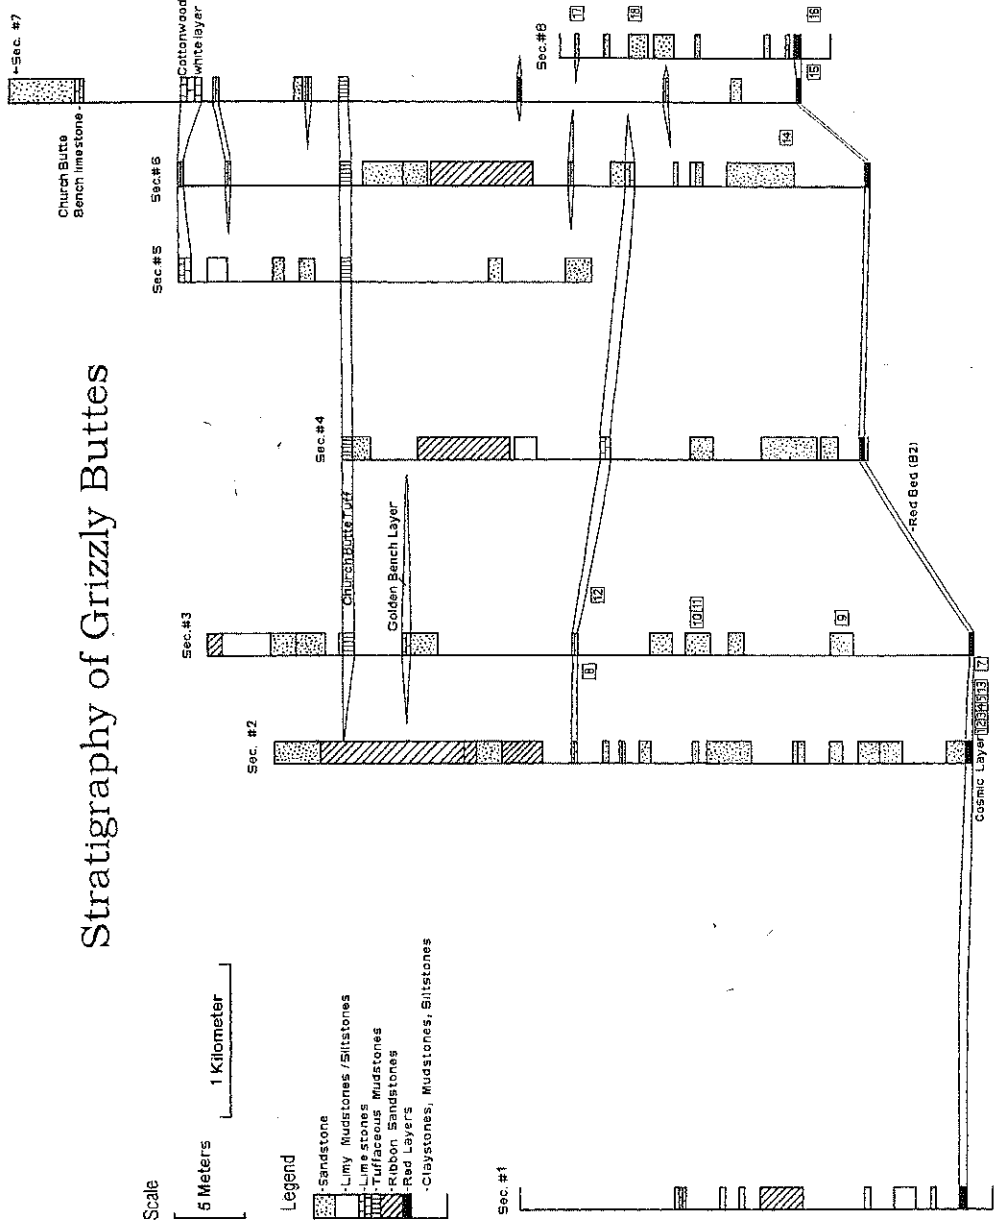 Stratigraphy of Grizzly Buttes
Scale
5 Meters
1 Kilometer
Legend
-Sandstone
-Limy Mudstones/Siltstones
-Limestones
-Tuffaceous Mudstones
-Ribbon Sandstones
-Red Layers
-Claystones, Mudstones, Siltstones
Sec. #1
Sec. #2
Sec.#3
Sec.#4
Sec.#5
Sec.#6
←Sec. #7
Sec.#8
Church Butte
Bench limestone-
Cottonwood
white layer
Church Butte Tuff
Golden Bench Layer
-Red Bed (B2)
Cosmic Layer
1 2 3 4 5 13
7
8
9
10 11
12
14
15
16
17
18